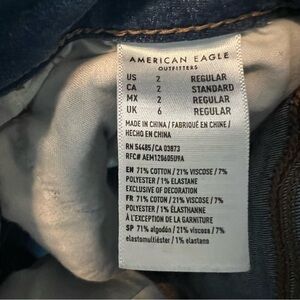 AMERICAN EAGLE
OUTFITTERS
US 2 REGULAR
CA 2 STANDARD
MX 2 REGULAR
UK 6 REGULAR
MADE IN CHINA / FABRIQUÉ EN CHINE /
HECHO EN CHINA
RN 54485/CA 03873
RFC# AEM120605U9A
EN 71% COTTON / 21% VISCOSE / 7%
POLYESTER / 1% ELASTANE
EXCLUSIVE OF DECORATION
FR 71% COTON / 21% VISCOSE / 7%
POLYESTER / 1% ÉLASTHANNE
À L'EXCEPTION DE LA GARNITURE
SP 71% algodón / 21% viscosa / 7%
elastomultiéster / 1% elastano